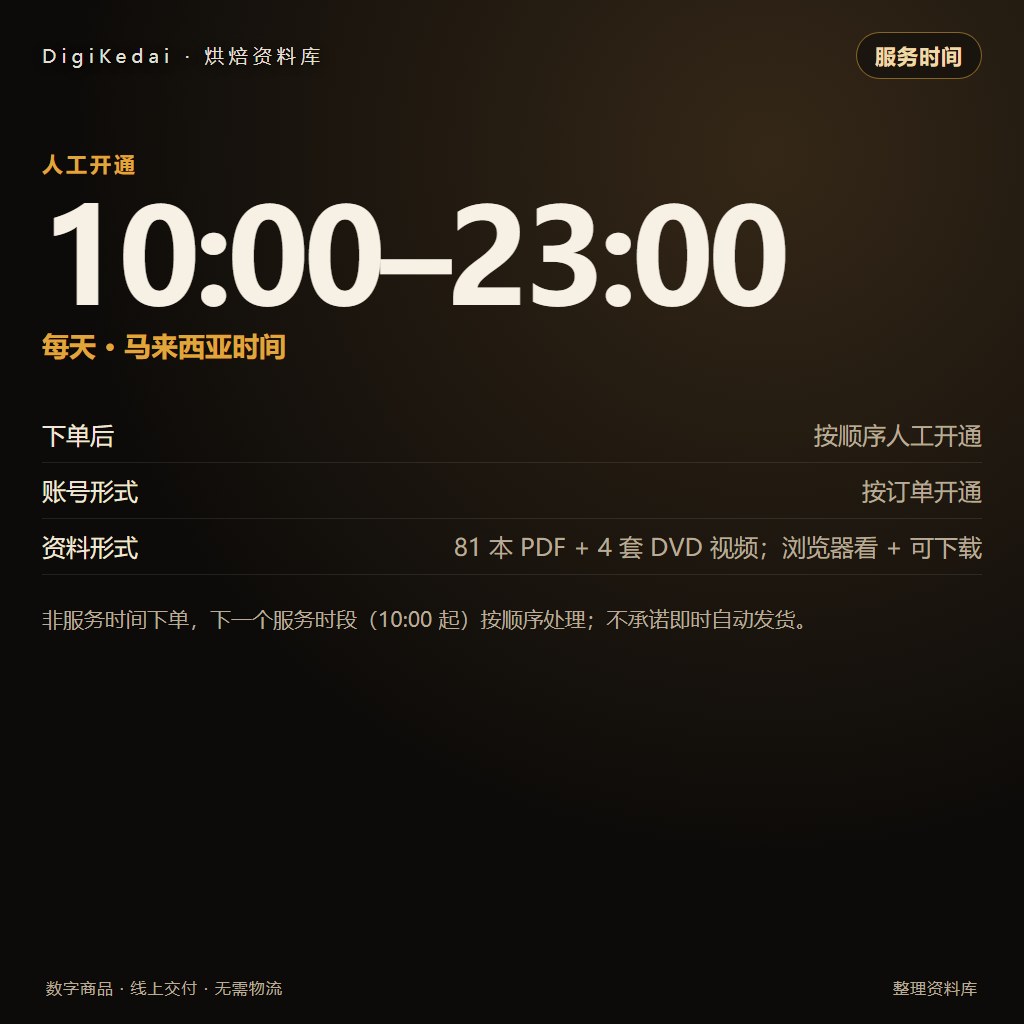 DigiKedai · 烘焙资料库
服务时间
人工开通
10:00–23:00
每天 · 马来西亚时间
下单后 按顺序人工开通
账号形式 按订单开通
资料形式 81 本 PDF + 4 套 DVD 视频；浏览器看 + 可下载
非服务时间下单，下一个服务时段（10:00 起）按顺序处理；不承诺即时自动发货。
数字商品 · 线上交付 · 无需物流
整理资料库